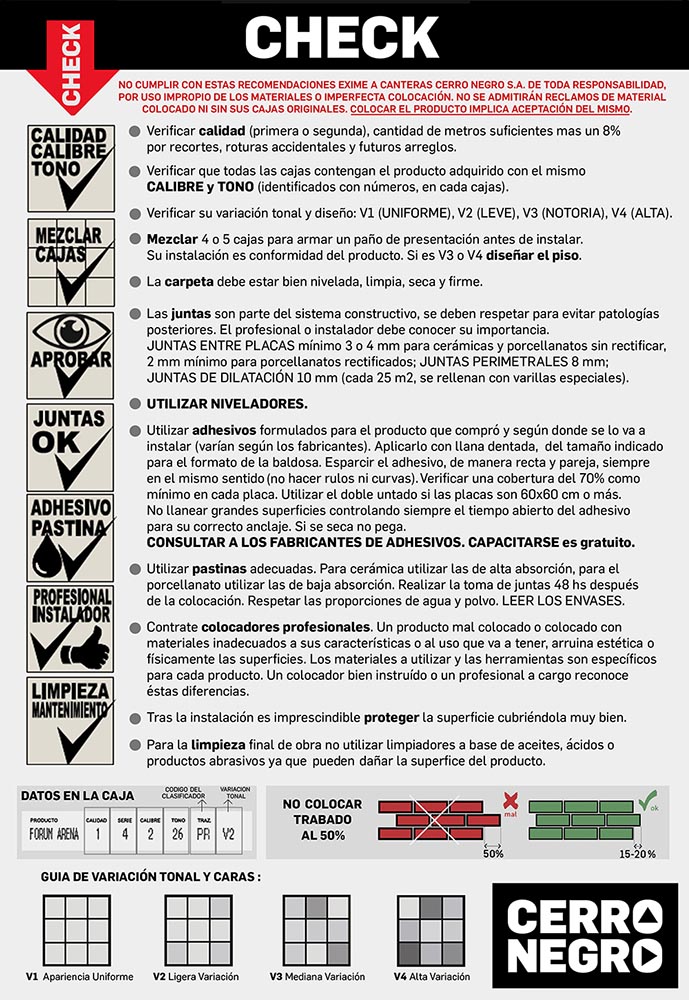 CHECK
CHECK
NO CUMPLIR CON ESTAS RECOMENDACIONES EXIME A CANTERAS CERRO NEGRO S.A. DE TODA RESPONSABILIDAD,
POR USO IMPROPIO DE LOS MATERIALES O IMPERFECTA COLOCACIÓN. NO SE ADMITIRÁN RECLAMOS DE MATERIAL
COLOCADO NI SIN SUS CAJAS ORIGINALES. COLOCAR EL PRODUCTO IMPLICA ACEPTACIÓN DEL MISMO.
CALIDAD
CALIBRE
TONO
Verificar calidad (primera o segunda), cantidad de metros suficientes mas un 8%
por recortes, roturas accidentales y futuros arreglos.
Verificar que todas las cajas contengan el producto adquirido con el mismo
CALIBRE y TONO (identificados con números, en cada cajas).
Verificar su variación tonal y diseño: V1 (UNIFORME), V2 (LEVE), V3 (NOTORIA), V4 (ALTA).
MEZCLAR
CAJAS
Mezclar 4 o 5 cajas para armar un paño de presentación antes de instalar.
Su instalación es conformidad del producto. Si es V3 o V4 diseñar el piso.
La carpeta debe estar bien nivelada, limpia, seca y firme.
APROBAR
Las juntas son parte del sistema constructivo, se deben respetar para evitar patologías
posteriores. El profesional o instalador debe conocer su importancia.
JUNTAS ENTRE PLACAS mínimo 3 o 4 mm para cerámicas y porcellanatos sin rectificar,
2 mm mínimo para porcellanatos rectificados; JUNTAS PERIMETRALES 8 mm;
JUNTAS DE DILATACIÓN 10 mm (cada 25 m2, se rellenan con varillas especiales).
UTILIZAR NIVELADORES.
JUNTAS
OK
Utilizar adhesivos formulados para el producto que compró y según donde se lo va a
instalar (varían según los fabricantes). Aplicarlo con llana dentada, del tamaño indicado
para el formato de la baldosa. Esparcir el adhesivo, de manera recta y pareja, siempre
en el mismo sentido (no hacer rulos ni curvas). Verificar una cobertura del 70% como
mínimo en cada placa. Utilizar el doble untado si las placas son 60x60 cm o más.
No llanear grandes superficies controlando siempre el tiempo abierto del adhesivo
para su correcto anclaje. Si se seca no pega.
CONSULTAR A LOS FABRICANTES DE ADHESIVOS. CAPACITARSE es gratuito.
ADHESIVO
PASTINA
Utilizar pastinas adecuadas. Para cerámica utilizar las de alta absorción, para el
porcellanato utilizar las de baja absorción. Realizar la toma de juntas 48 hs después
de la colocación. Respetar las proporciones de agua y polvo. LEER LOS ENVASES.
PROFESIONAL
INSTALADOR
Contrate colocadores profesionales. Un producto mal colocado o colocado con
materiales inadecuados a sus características o al uso que va a tener, arruina estética o
físicamente las superficies. Los materiales a utilizar y las herramientas son específicos
para cada producto. Un colocador bien instruído o un profesional a cargo reconoce
éstas diferencias.
LIMPIEZA
MANTENIMIENTO
Tras la instalación es imprescindible proteger la superficie cubriéndola muy bien.
Para la limpieza final de obra no utilizar limpiadores a base de aceites, ácidos o
productos abrasivos ya que pueden dañar la superfice del producto.
DATOS EN LA CAJA
CODIGO DEL
CLASIFICADOR
VARIACION
TONAL
PRODUCTO CALIDAD SERIE CALIBRE TONO TRAZ.
FORUM ARENA 1 4 2 26 PR V2
NO COLOCAR
TRABADO
AL 50%
mal
50%
ok
15-20%
GUIA DE VARIACIÓN TONAL Y CARAS :
V1 Apariencia Uniforme
V2 Ligera Variación
V3 Mediana Variación
V4 Alta Variación
CERRO
NEGRO